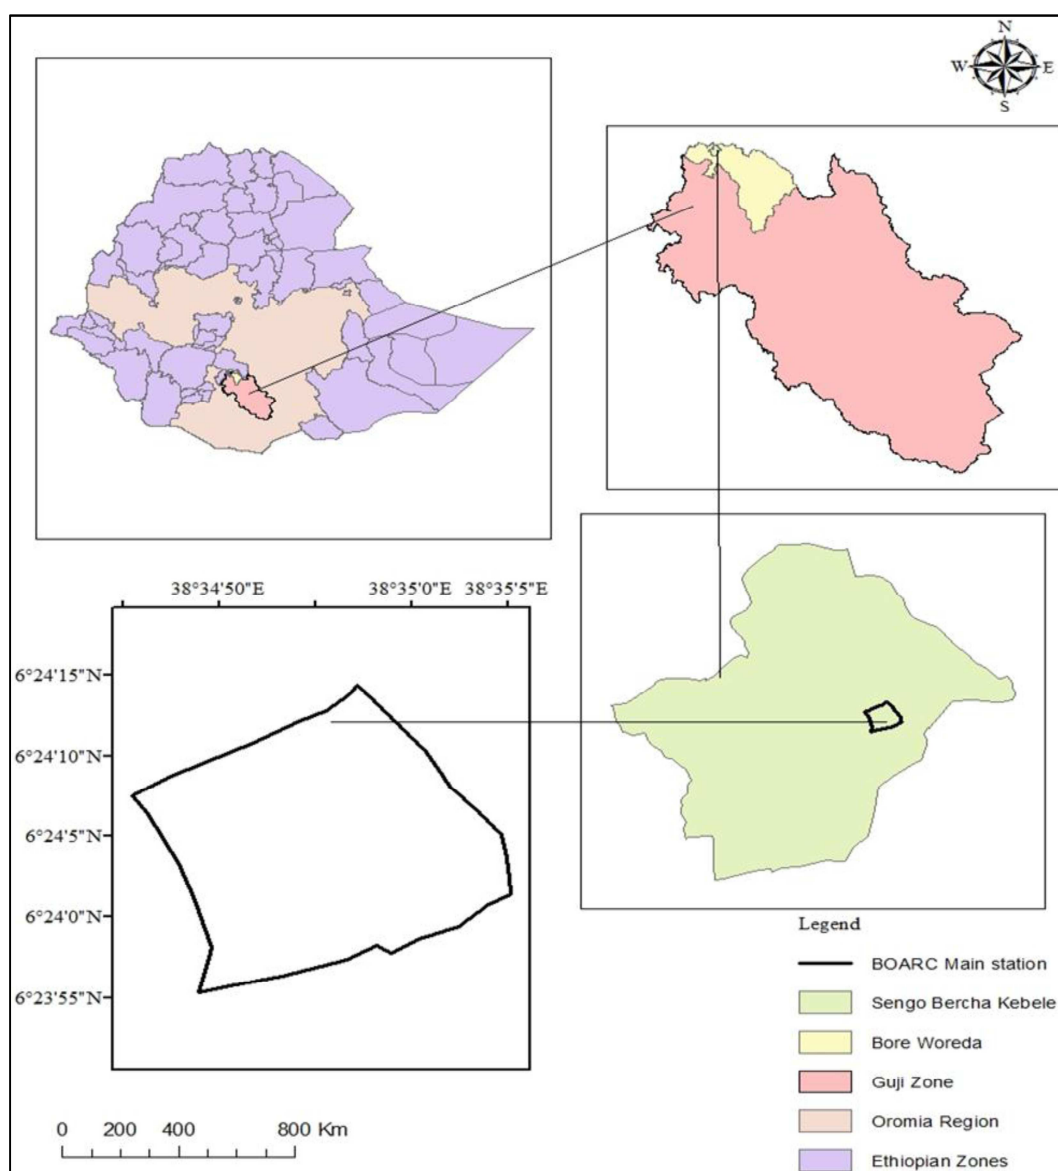 N
W E
S
38°34'50"E 38°35'0"E 38°35'5"E
6°24'15"N
6°24'10"N
6°24'5"N
6°24'0"N
6°23'55"N
Legend
BOARC Main station
Sengo Bercha Kebele
Bore Woreda
Guji Zone
Oromia Region
Ethiopian Zones
0 200 400 800 Km